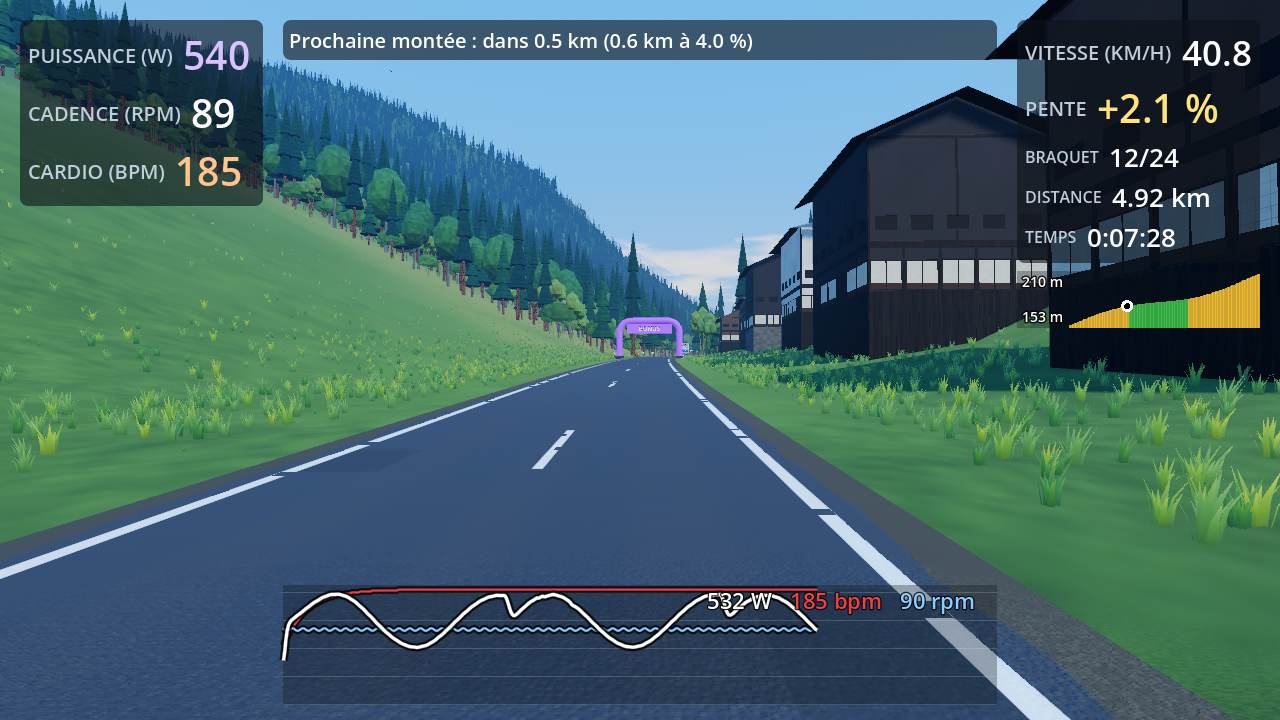 PUISSANCE (W) 540
CADENCE (RPM) 89
CARDIO (BPM) 185
Prochaine montée : dans 0.5 km (0.6 km à 4.0 %)
VITESSE (KM/H) 40.8
PENTE +2.1 %
BRAQUET 12/24
DISTANCE 4.92 km
TEMPS 0:07:28
210 m
153 m
BONUS
532 W 185 bpm 90 rpm